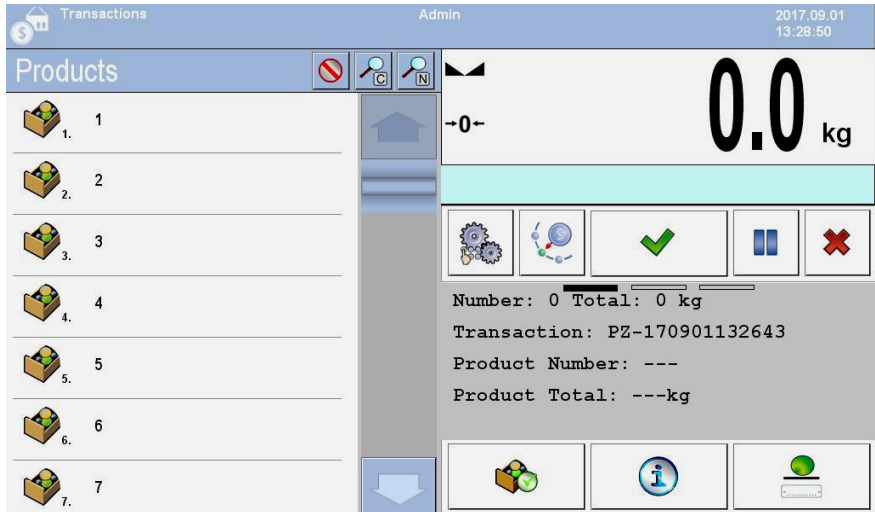 Transactions
Admin
2017.09.01
13:28:50
Products
C
N
→0←
0.0 kg
1. 1
2. 2
3. 3
4. 4
5. 5
6. 6
7. 7
Number: 0 Total: 0 kg
Transaction: PZ-170901132643
Product Number: ---
Product Total: ---kg